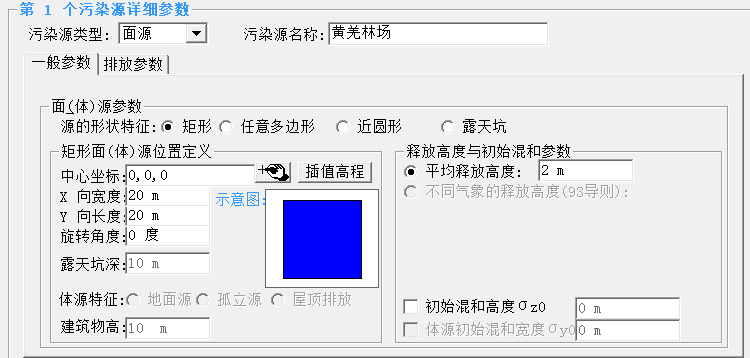 第 1 个污染源详细参数
污染源类型: 面源 污染源名称: 黄羌林场
一般参数 排放参数
面(体)源参数
源的形状特征: 矩形 任意多边形 近圆形 露天坑
矩形面(体)源位置定义
中心坐标: 0,0,0 插值高程
X 向宽度: 20 m 示意图:
Y 向长度: 20 m
旋转角度: 0 度
露天坑深: 10 m
体源特征: 地面源 孤立源 屋顶排放
建筑物高: 10 m
释放高度与初始混和参数
平均释放高度: 2 m
不同气象的释放高度(93导则):
初始混和高度σz0 0 m
体源初始混和宽度σy0 0 m